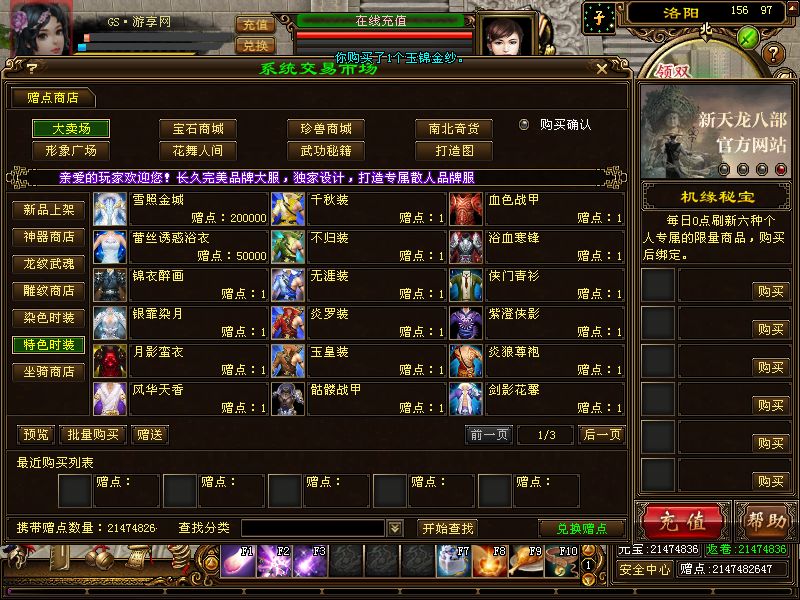 GS·游享网
充值
兑换
在线充值
子
洛阳
156 97
北
?
你购买了1个玉锦金纱。
系统交易市场
?
领双
赠点商店
大卖场
宝石商城
珍兽商城
南北奇货
购买确认
形象广场
花舞人间
武功秘籍
打造图
亲爱的玩家欢迎您！长久完美品牌大服，独家设计，打造专属散人品牌服
新品上架
神器商店
龙纹武魂
雕纹商店
染色时装
特色时装
坐骑商店
雪照金城
赠点：200000
千秋装
赠点：1
血色战甲
赠点：1
蕾丝诱惑浴衣
赠点：50000
不归装
赠点：1
浴血寒锋
赠点：1
锦衣醉画
赠点：1
无涯装
赠点：1
侠门青衫
赠点：1
银霏染月
赠点：1
炎罗装
赠点：1
紫澄侠影
赠点：1
月影蛮衣
赠点：1
玉皇装
赠点：1
炎狼尊袍
赠点：1
风华天香
赠点：1
骷髅战甲
赠点：1
剑影花馨
赠点：1
预览
批量购买
赠送
前一页
1/3
后一页
最近购买列表
赠点：
赠点：
赠点：
赠点：
赠点：
携带赠点数量：21474826
查找分类
开始查找
兑换赠点
新天龙八部
官方网站
机缘秘宝
每日0点刷新六种个
人专属的限量商品，购买
后绑定。
购买
购买
购买
购买
购买
购买
充值
帮助
F1
F2
F3
F7
F8
F9
F10
1
元宝：21474836
返卷：21474836
安全中心
赠点：2147482647